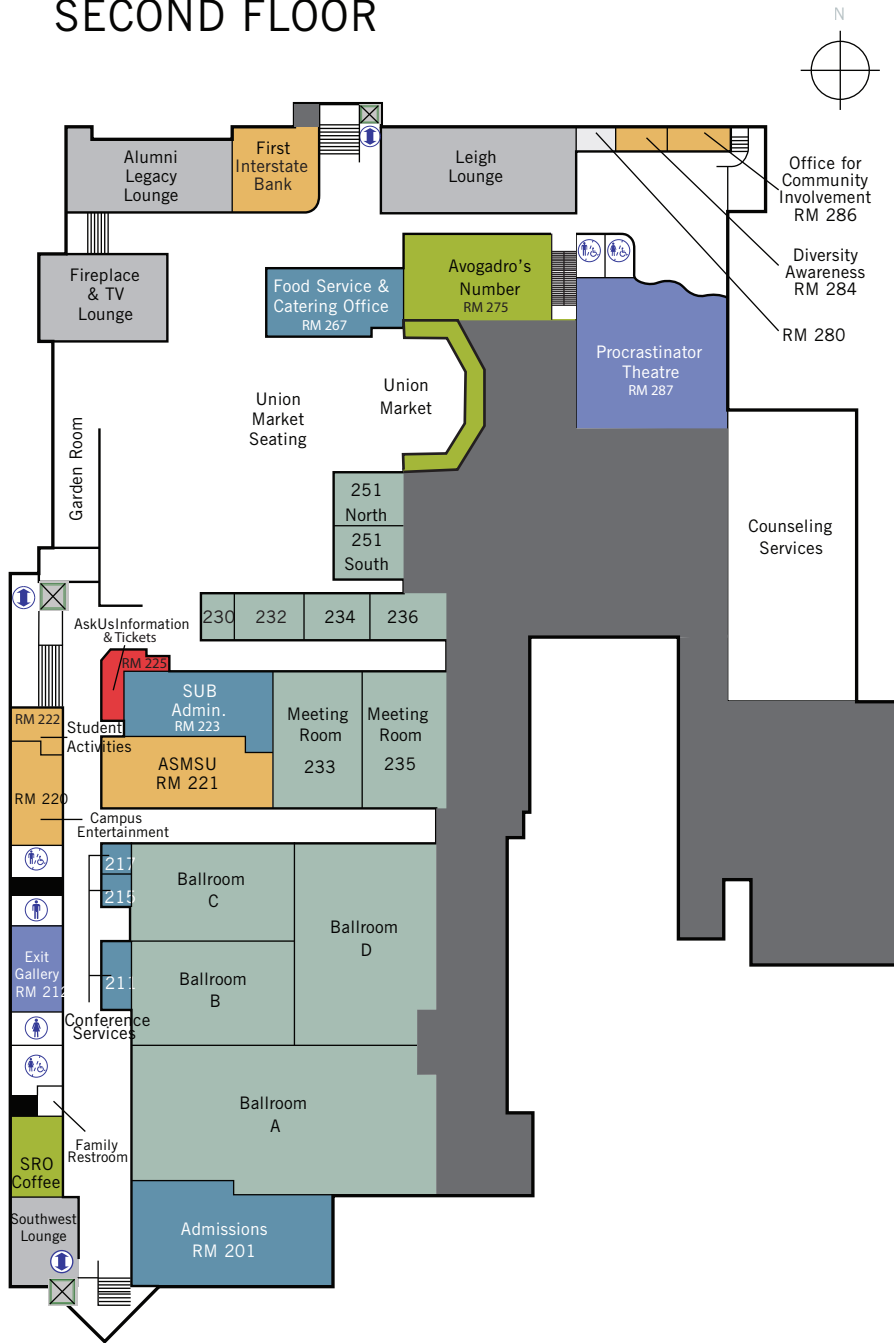 SECOND FLOOR
N
Alumni
Legacy
Lounge
First
Interstate
Bank
Leigh
Lounge
Office for
Community
Involvement
RM 286
Diversity
Awareness
RM 284
RM 280
Fireplace
& TV
Lounge
Food Service &
Catering Office
RM 267
Avogadro's
Number
RM 275
Procrastinator
Theatre
RM 287
Union
Market
Seating
Union
Market
Garden Room
251
North
251
South
Counseling
Services
230
232
234
236
AskUsInformation
& Tickets
RM 225
SUB
Admin.
RM 223
Meeting
Room
233
Meeting
Room
235
RM 222
Student
Activities
ASMSU
RM 221
RM 220
Campus
Entertainment
217
215
211
Ballroom
C
Ballroom
D
Ballroom
B
Exit
Gallery
RM 212
Conference
Services
Ballroom
A
Family
Restroom
SRO
Coffee
Southwest
Lounge
Admissions
RM 201